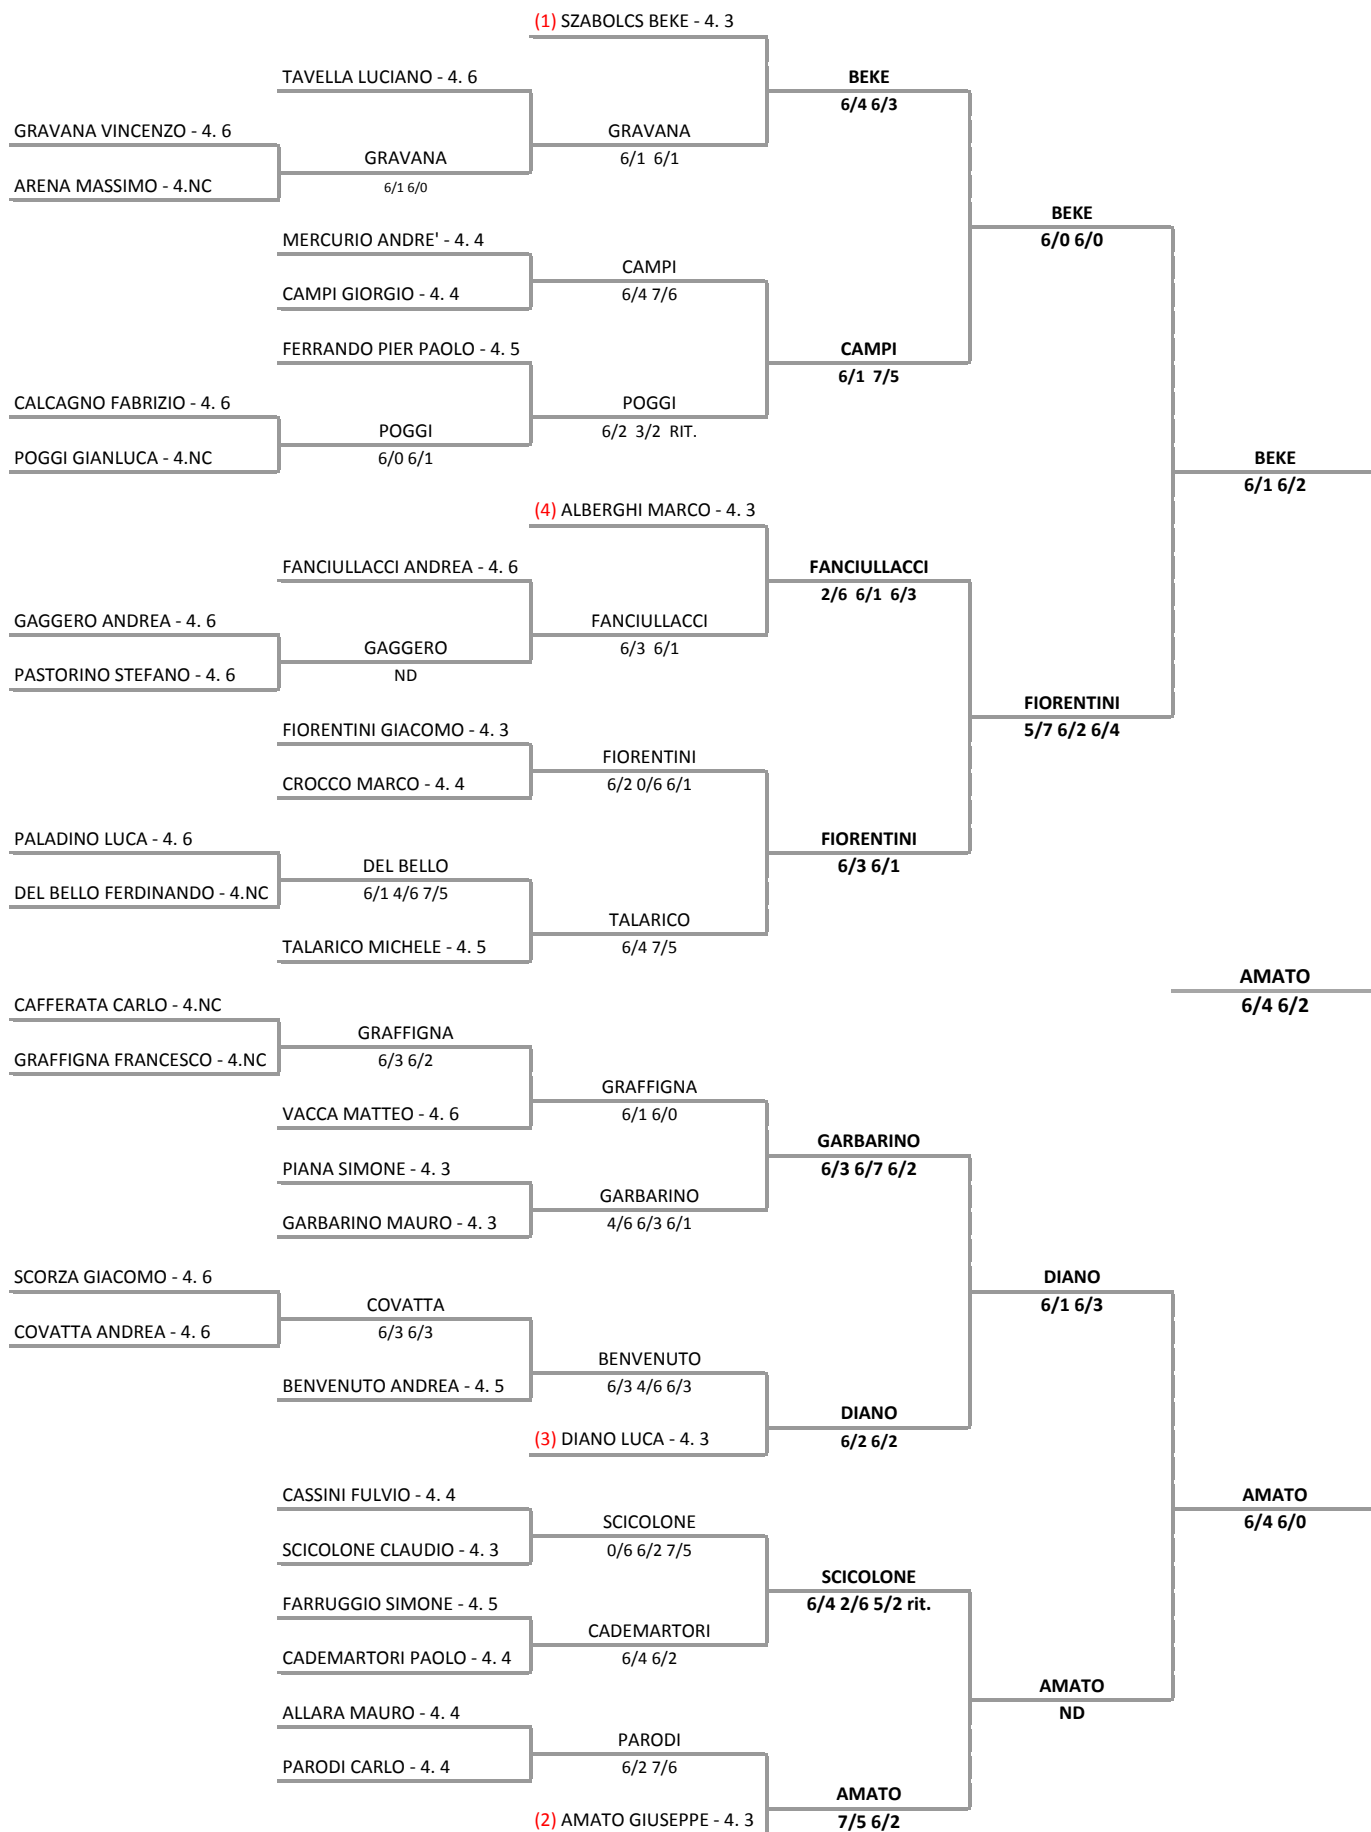 (1) SZABOLCS BEKE - 4. 3
TAVELLA LUCIANO - 4. 6
BEKE
6/4 6/3
GRAVANA VINCENZO - 4. 6
GRAVANA
GRAVANA
6/1 6/1
ARENA MASSIMO - 4.NC
6/1 6/0
BEKE
6/0 6/0
MERCURIO ANDRE' - 4. 4
CAMPI
CAMPI GIORGIO - 4. 4
6/4 7/6
FERRANDO PIER PAOLO - 4. 5
CAMPI
6/1 7/5
CALCAGNO FABRIZIO - 4. 6
POGGI
POGGI
6/2 3/2 RIT.
POGGI GIANLUCA - 4.NC
6/0 6/1
BEKE
6/1 6/2
(4) ALBERGHI MARCO - 4. 3
FANCIULLACCI ANDREA - 4. 6
FANCIULLACCI
2/6 6/1 6/3
GAGGERO ANDREA - 4. 6
FANCIULLACCI
GAGGERO
6/3 6/1
PASTORINO STEFANO - 4. 6
ND
FIORENTINI
5/7 6/2 6/4
FIORENTINI GIACOMO - 4. 3
FIORENTINI
CROCCO MARCO - 4. 4
6/2 0/6 6/1
PALADINO LUCA - 4. 6
FIORENTINI
6/3 6/1
DEL BELLO
DEL BELLO FERDINANDO - 4.NC
6/1 4/6 7/5
TALARICO
TALARICO MICHELE - 4. 5
6/4 7/5
AMATO
6/4 6/2
CAFFERATA CARLO - 4.NC
GRAFFIGNA
GRAFFIGNA FRANCESCO - 4.NC
6/3 6/2
GRAFFIGNA
VACCA MATTEO - 4. 6
6/1 6/0
GARBARINO
6/3 6/7 6/2
PIANA SIMONE - 4. 3
GARBARINO
GARBARINO MAURO - 4. 3
4/6 6/3 6/1
SCORZA GIACOMO - 4. 6
DIANO
6/1 6/3
COVATTA
COVATTA ANDREA - 4. 6
6/3 6/3
BENVENUTO
BENVENUTO ANDREA - 4. 5
6/3 4/6 6/3
DIANO
6/2 6/2
(3) DIANO LUCA - 4. 3
CASSINI FULVIO - 4. 4
AMATO
6/4 6/0
SCICOLONE
SCICOLONE CLAUDIO - 4. 3
0/6 6/2 7/5
SCICOLONE
6/4 2/6 5/2 rit.
FARRUGGIO SIMONE - 4. 5
CADEMARTORI
CADEMARTORI PAOLO - 4. 4
6/4 6/2
AMATO
ND
ALLARA MAURO - 4. 4
PARODI
PARODI CARLO - 4. 4
6/2 7/6
AMATO
7/5 6/2
(2) AMATO GIUSEPPE - 4. 3